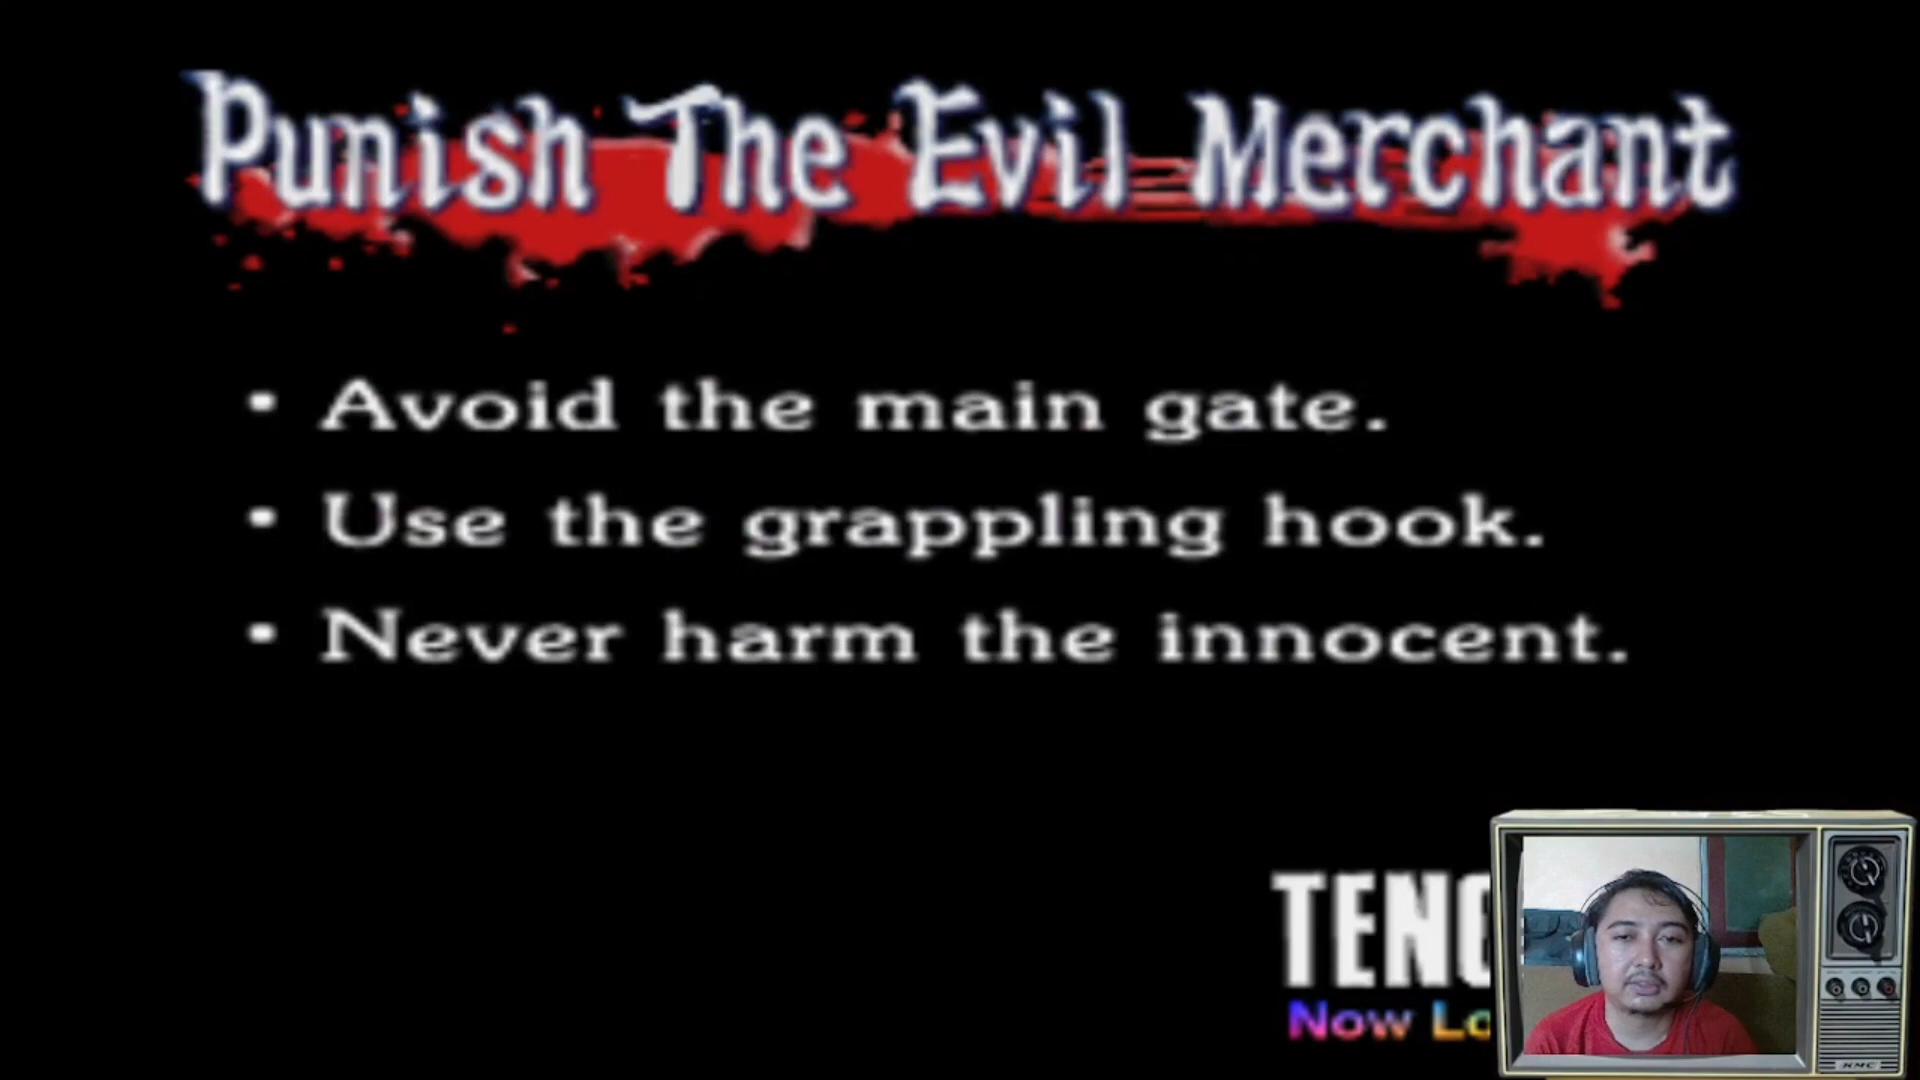 Punish The Evil Merchant
• Avoid the main gate.
• Use the grappling hook.
• Never harm the innocent.
TENC
Now Lo
KMC